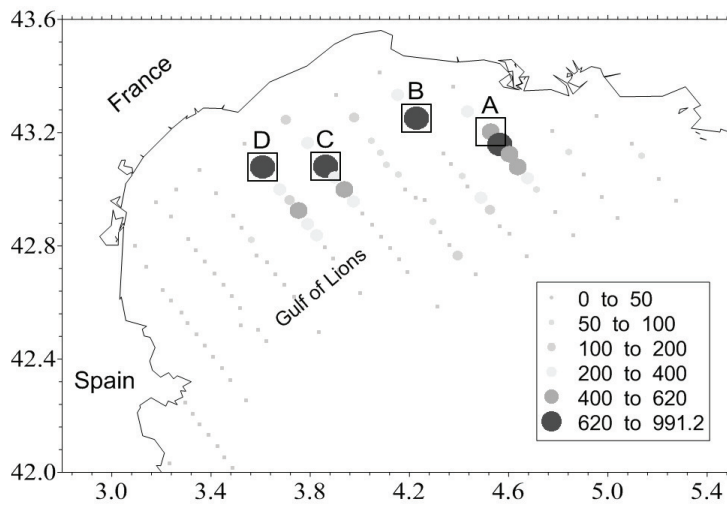 43.6
France
B
A
43.2
D C
42.8
Gulf of Lions
0 to 50
50 to 100
42.4
100 to 200
Spain
200 to 400
400 to 620
620 to 991.2
42.0
3.0 3.4 3.8 4.2 4.6 5.0 5.4